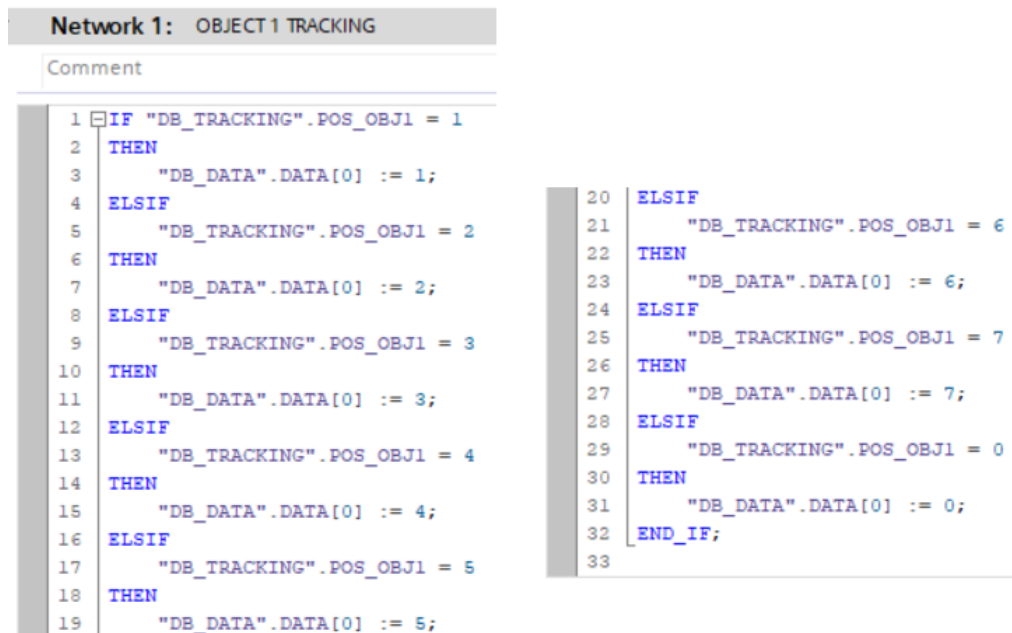 Network 1: OBJECT 1 TRACKING
Comment
1 IF "DB_TRACKING".POS_OBJ1 = 1
2 THEN
3 "DB_DATA".DATA[0] := 1;
4 ELSIF
5 "DB_TRACKING".POS_OBJ1 = 2
6 THEN
7 "DB_DATA".DATA[0] := 2;
8 ELSIF
9 "DB_TRACKING".POS_OBJ1 = 3
10 THEN
11 "DB_DATA".DATA[0] := 3;
12 ELSIF
13 "DB_TRACKING".POS_OBJ1 = 4
14 THEN
15 "DB_DATA".DATA[0] := 4;
16 ELSIF
17 "DB_TRACKING".POS_OBJ1 = 5
18 THEN
19 "DB_DATA".DATA[0] := 5;
20 ELSIF
21 "DB_TRACKING".POS_OBJ1 = 6
22 THEN
23 "DB_DATA".DATA[0] := 6;
24 ELSIF
25 "DB_TRACKING".POS_OBJ1 = 7
26 THEN
27 "DB_DATA".DATA[0] := 7;
28 ELSIF
29 "DB_TRACKING".POS_OBJ1 = 0
30 THEN
31 "DB_DATA".DATA[0] := 0;
32 END_IF;
33